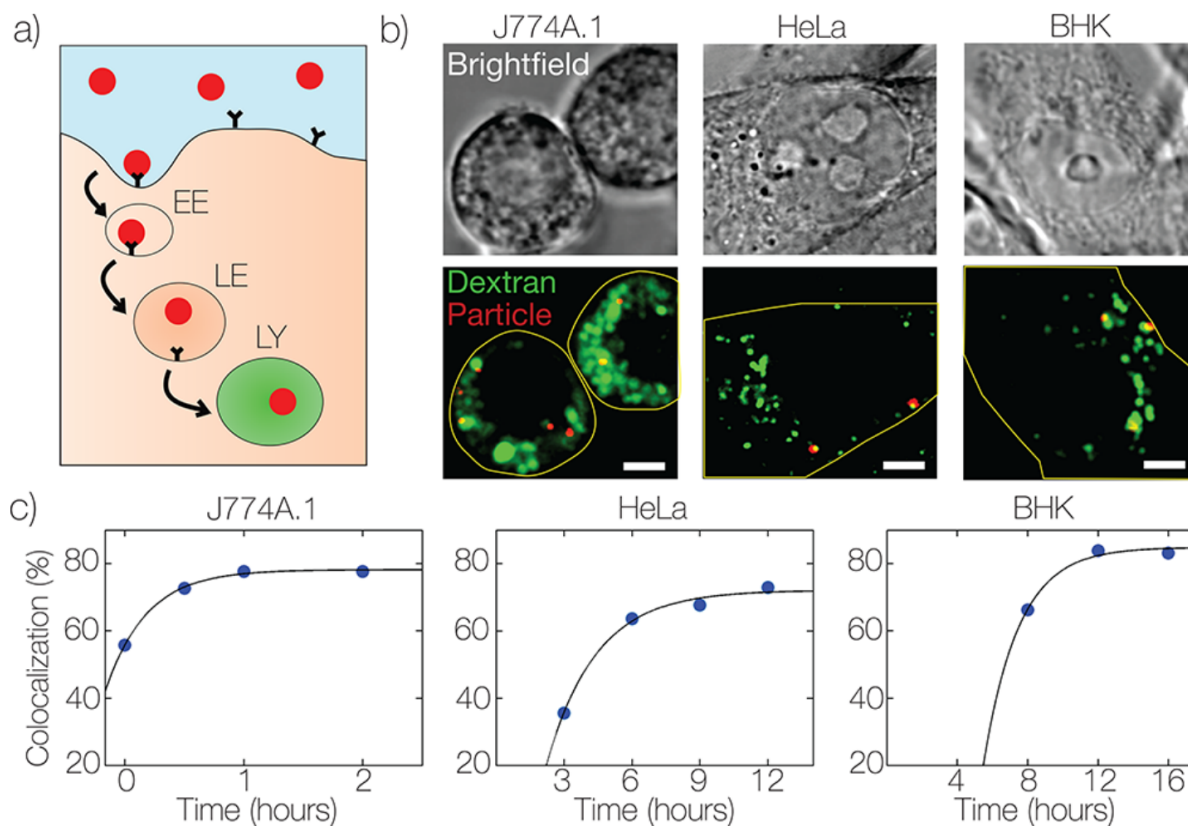 a)
EE
LE
LY
b)
J774A.1
HeLa
BHK
Brightfield
Dextran
Particle
c)
J774A.1
Colocalization (%)
80
60
40
20
0
1
2
Time (hours)
HeLa
80
60
40
20
3
6
9
12
Time (hours)
BHK
80
60
40
20
4
8
12
16
Time (hours)